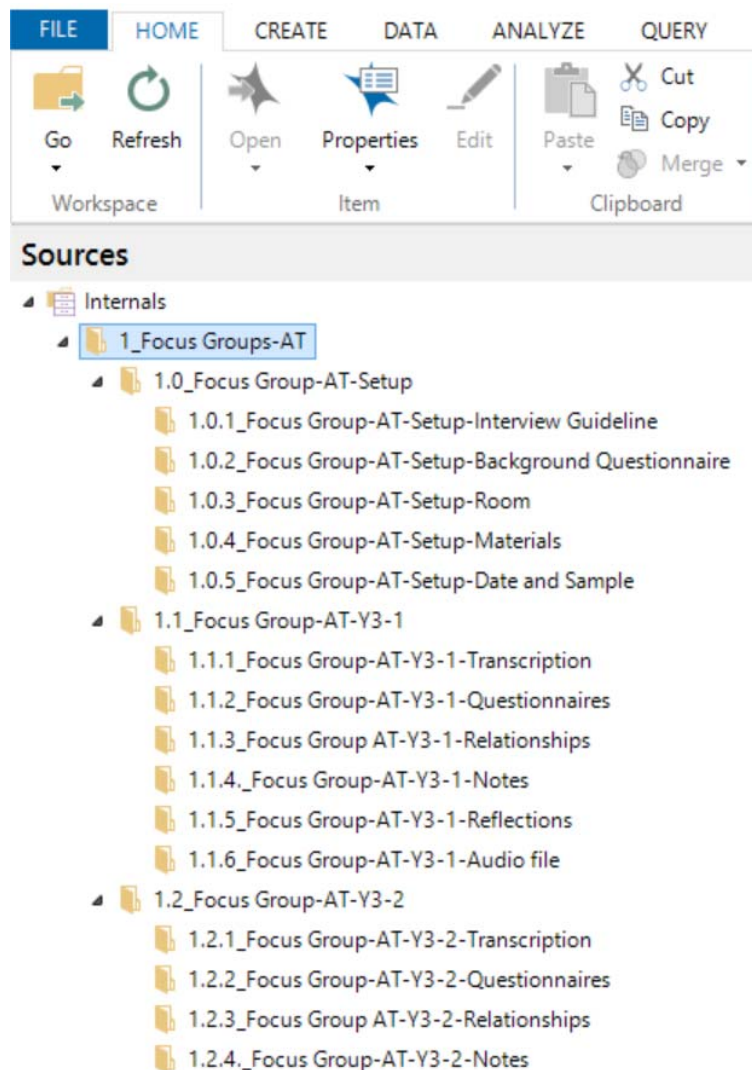 FILE HOME CREATE DATA ANALYZE QUERY
Cut
Copy
Go Refresh Open Properties Edit Paste
Merge
Workspace Item Clipboard
Sources
Internals
1_Focus Groups-AT
1.0_Focus Group-AT-Setup
1.0.1_Focus Group-AT-Setup-Interview Guideline
1.0.2_Focus Group-AT-Setup-Background Questionnaire
1.0.3_Focus Group-AT-Setup-Room
1.0.4_Focus Group-AT-Setup-Materials
1.0.5_Focus Group-AT-Setup-Date and Sample
1.1_Focus Group-AT-Y3-1
1.1.1_Focus Group-AT-Y3-1-Transcription
1.1.2_Focus Group-AT-Y3-1-Questionnaires
1.1.3_Focus Group AT-Y3-1-Relationships
1.1.4._Focus Group-AT-Y3-1-Notes
1.1.5_Focus Group-AT-Y3-1-Reflections
1.1.6_Focus Group-AT-Y3-1-Audio file
1.2_Focus Group-AT-Y3-2
1.2.1_Focus Group-AT-Y3-2-Transcription
1.2.2_Focus Group-AT-Y3-2-Questionnaires
1.2.3_Focus Group AT-Y3-2-Relationships
1.2.4._Focus Group-AT-Y3-2-Notes